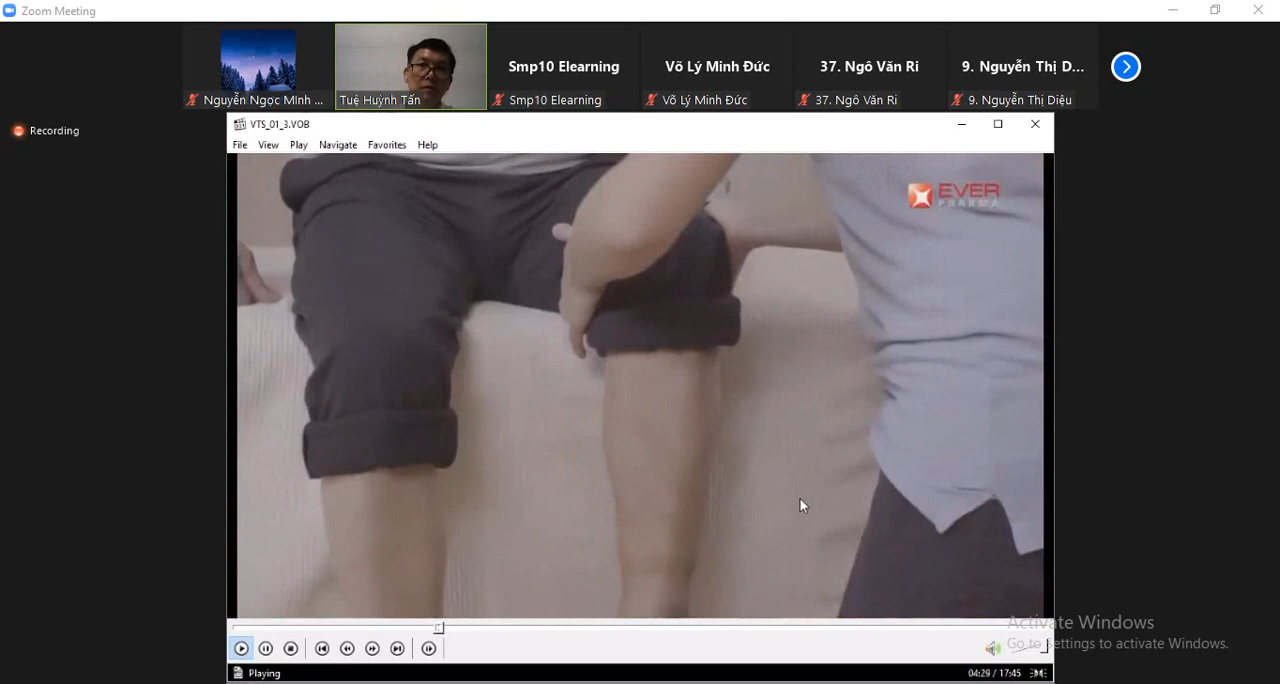 Zoom Meeting
Smp10 Elearning
Võ Lý Minh Đức
37. Ngô Văn Ri
9. Nguyễn Thị D...
Nguyễn Ngọc Minh ...
Tuệ Huỳnh Tấn
Smp10 Elearning
Võ Lý Minh Đức
37. Ngô Văn Ri
9. Nguyễn Thị Diệu
Recording
VTS_01_3.VOB
File View Play Navigate Favorites Help
EVER
PHARMA
Activate Windows
Go to Settings to activate Windows.
Playing
04:29 / 17:45